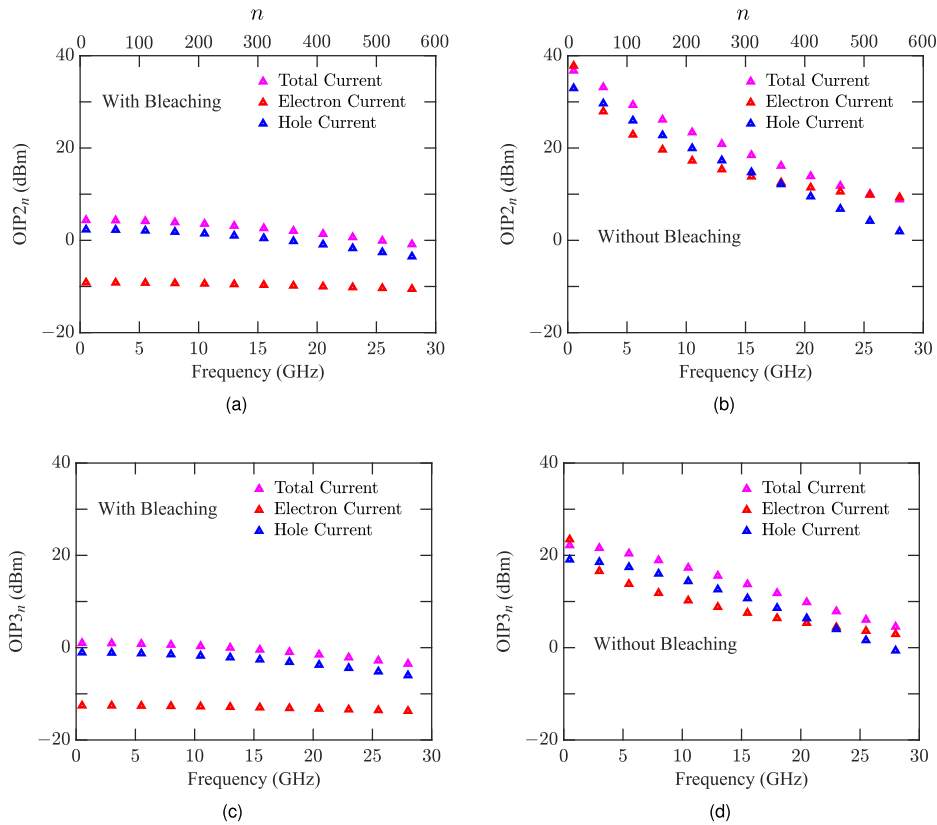 n
0 100 200 300 400 500 600
40
20
0
−20
OIP2n (dBm)
With Bleaching
Total Current
Electron Current
Hole Current
0 5 10 15 20 25 30
Frequency (GHz)
(a)
n
0 100 200 300 400 500 600
40
20
0
−20
OIP2n (dBm)
Total Current
Electron Current
Hole Current
Without Bleaching
0 5 10 15 20 25 30
Frequency (GHz)
(b)
40
20
0
−20
OIP3n (dBm)
With Bleaching
Total Current
Electron Current
Hole Current
0 5 10 15 20 25 30
Frequency (GHz)
(c)
40
20
0
−20
OIP3n (dBm)
Total Current
Electron Current
Hole Current
Without Bleaching
0 5 10 15 20 25 30
Frequency (GHz)
(d)